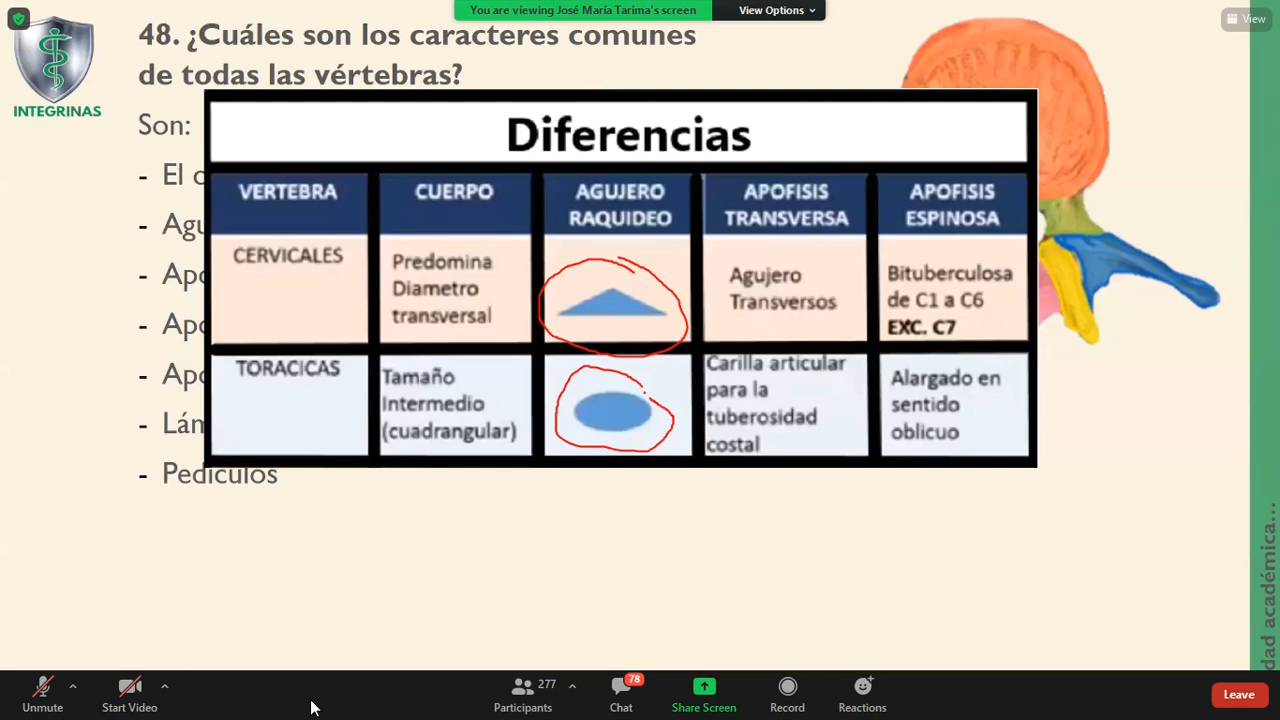 You are viewing José María Tarima's screen
View Options
View
48. ¿Cuáles son los caracteres comunes
de todas las vértebras?
INTEGRINAS
Son:
- El
- Agu
- Apo
- Apo
- Apo
- Lám
- Pedículos
Diferencias
VERTEBRA
CUERPO
AGUJERO
RAQUIDEO
APOFISIS
TRANSVERSA
APOFISIS
ESPINOSA
CERVICALES
Predomina
Diametro
transversal
Agujero
Transversos
Bituberculosa
de C1 a C6
EXC. C7
TORACICAS
Tamaño
Intermedio
(cuadrangular)
Carilla articular
para la
tuberosidad
costal
Alargado en
sentido
oblicuo
dad académica...
Unmute
Start Video
277
Participants
78
Chat
Share Screen
Record
Reactions
Leave